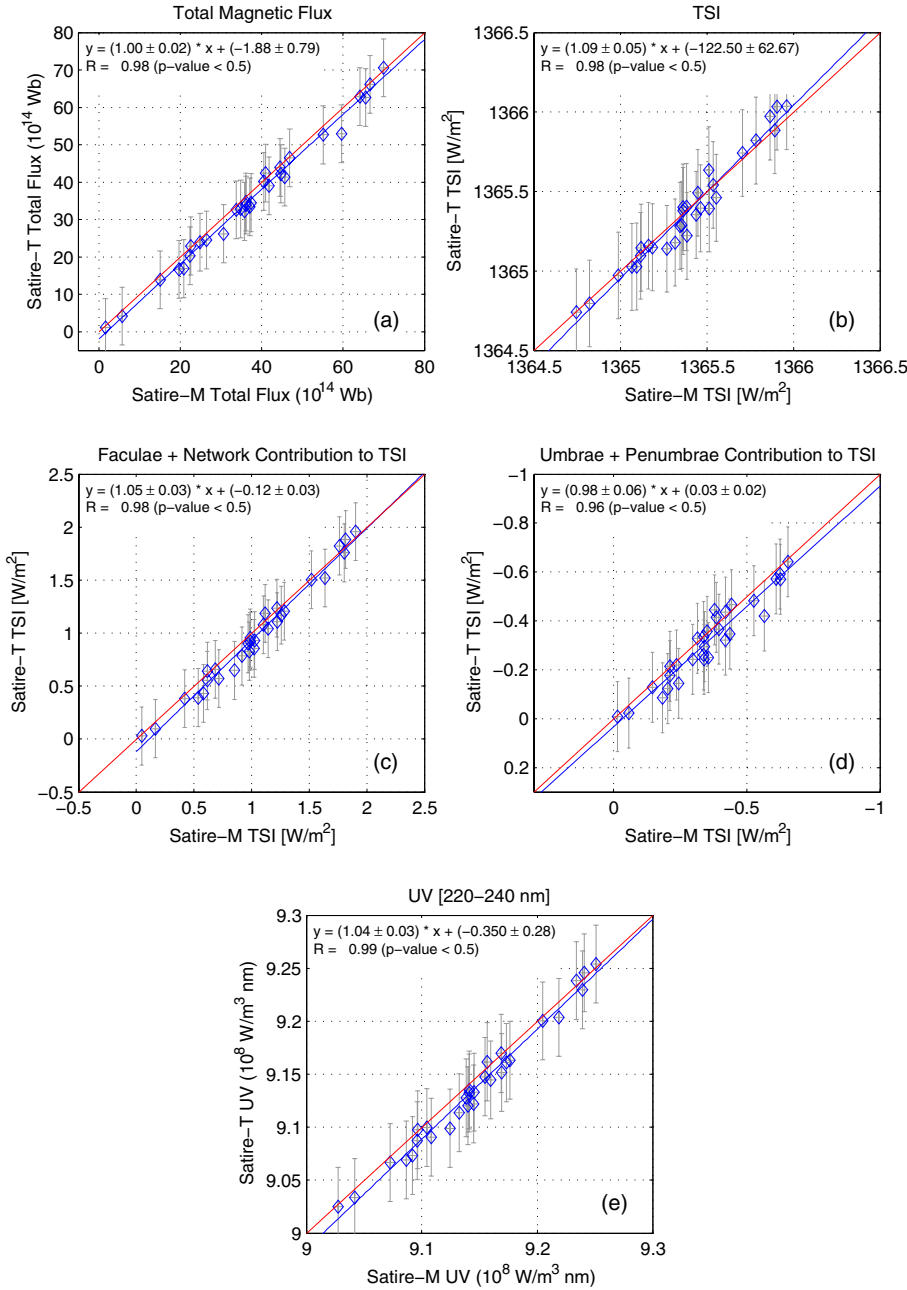 Total Magnetic Flux
y = (1.00 ± 0.02) * x + (−1.88 ± 0.79)
R = 0.98 (p−value < 0.5)
80
70
60
50
40
30
20
10
0
Satire−T Total Flux (10^14 Wb)
(a)
0 20 40 60 80
Satire−M Total Flux (10^14 Wb)
TSI
y = (1.09 ± 0.05) * x + (−122.50 ± 62.67)
R = 0.98 (p−value < 0.5)
1366.5
1366
1365.5
1365
1364.5
Satire−T TSI [W/m^2]
(b)
1364.5 1365 1365.5 1366 1366.5
Satire−M TSI [W/m^2]
Faculae + Network Contribution to TSI
y = (1.05 ± 0.03) * x + (−0.12 ± 0.03)
R = 0.98 (p−value < 0.5)
2.5
2
1.5
1
0.5
0
−0.5
Satire−T TSI [W/m^2]
(c)
−0.5 0 0.5 1 1.5 2 2.5
Satire−M TSI [W/m^2]
Umbrae + Penumbrae Contribution to TSI
y = (0.98 ± 0.06) * x + (0.03 ± 0.02)
R = 0.96 (p−value < 0.5)
−1
−0.8
−0.6
−0.4
−0.2
0
0.2
Satire−T TSI [W/m^2]
(d)
0 −0.5 −1
Satire−M TSI [W/m^2]
UV [220−240 nm]
y = (1.04 ± 0.03) * x + (−0.350 ± 0.28)
R = 0.99 (p−value < 0.5)
9.3
9.25
9.2
9.15
9.1
9.05
9
Satire−T UV (10^8 W/m^3 nm)
(e)
9 9.1 9.2 9.3
Satire−M UV (10^8 W/m^3 nm)